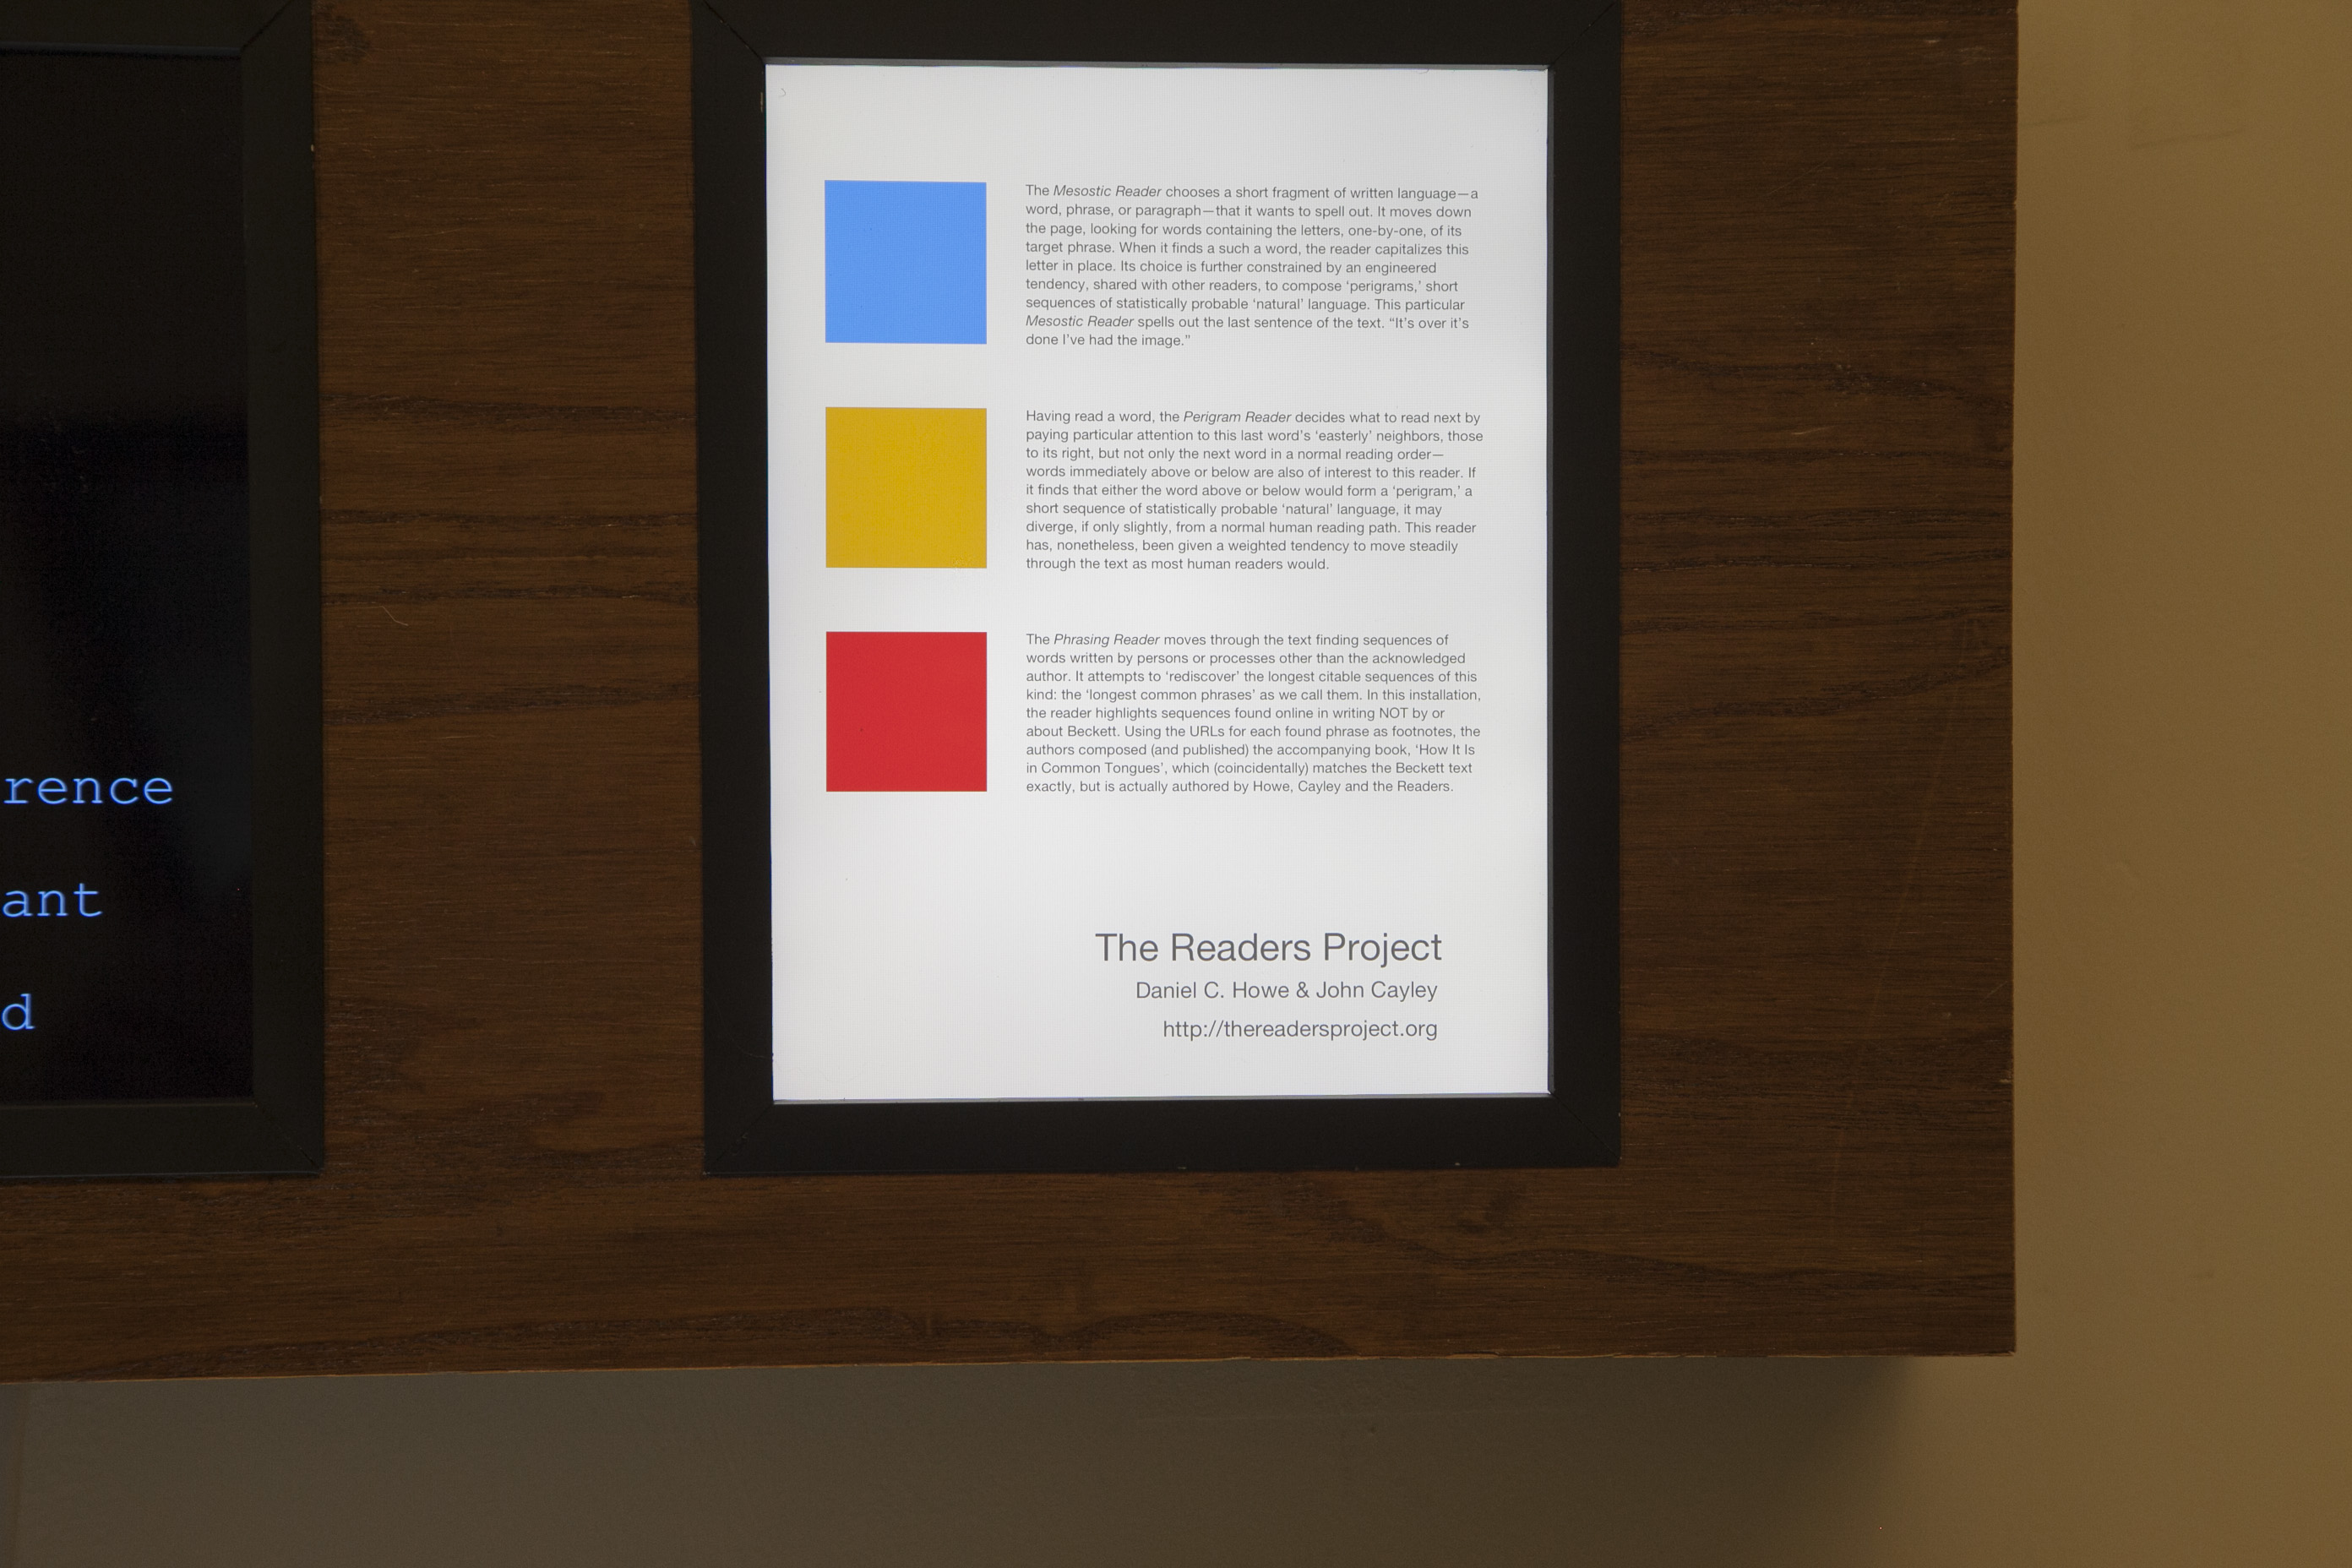 rence
ant
d
The Mesostic Reader chooses a short fragment of written language—a
word, phrase, or paragraph—that it wants to spell out. It moves down
the page, looking for words containing the letters, one-by-one, of its
target phrase. When it finds a such a word, the reader capitalizes this
letter in place. Its choice is further constrained by an engineered
tendency, shared with other readers, to compose ‘perigrams,’ short
sequences of statistically probable ‘natural’ language. This particular
Mesostic Reader spells out the last sentence of the text. “It’s over it’s
done I’ve had the image.”
Having read a word, the Perigram Reader decides what to read next by
paying particular attention to this last word’s ‘easterly’ neighbors, those
to its right, but not only the next word in a normal reading order—
words immediately above or below are also of interest to this reader. If
it finds that either the word above or below would form a ‘perigram,’ a
short sequence of statistically probable ‘natural’ language, it may
diverge, if only slightly, from a normal human reading path. This reader
has, nonetheless, been given a weighted tendency to move steadily
through the text as most human readers would.
The Phrasing Reader moves through the text finding sequences of
words written by persons or processes other than the acknowledged
author. It attempts to ‘rediscover’ the longest citable sequences of this
kind: the ‘longest common phrases’ as we call them. In this installation,
the reader highlights sequences found online in writing NOT by or
about Beckett. Using the URLs for each found phrase as footnotes, the
authors composed (and published) the accompanying book, ‘How It Is
in Common Tongues’, which (coincidentally) matches the Beckett text
exactly, but is actually authored by Howe, Cayley and the Readers.
The Readers Project
Daniel C. Howe & John Cayley
http://thereadersproject.org